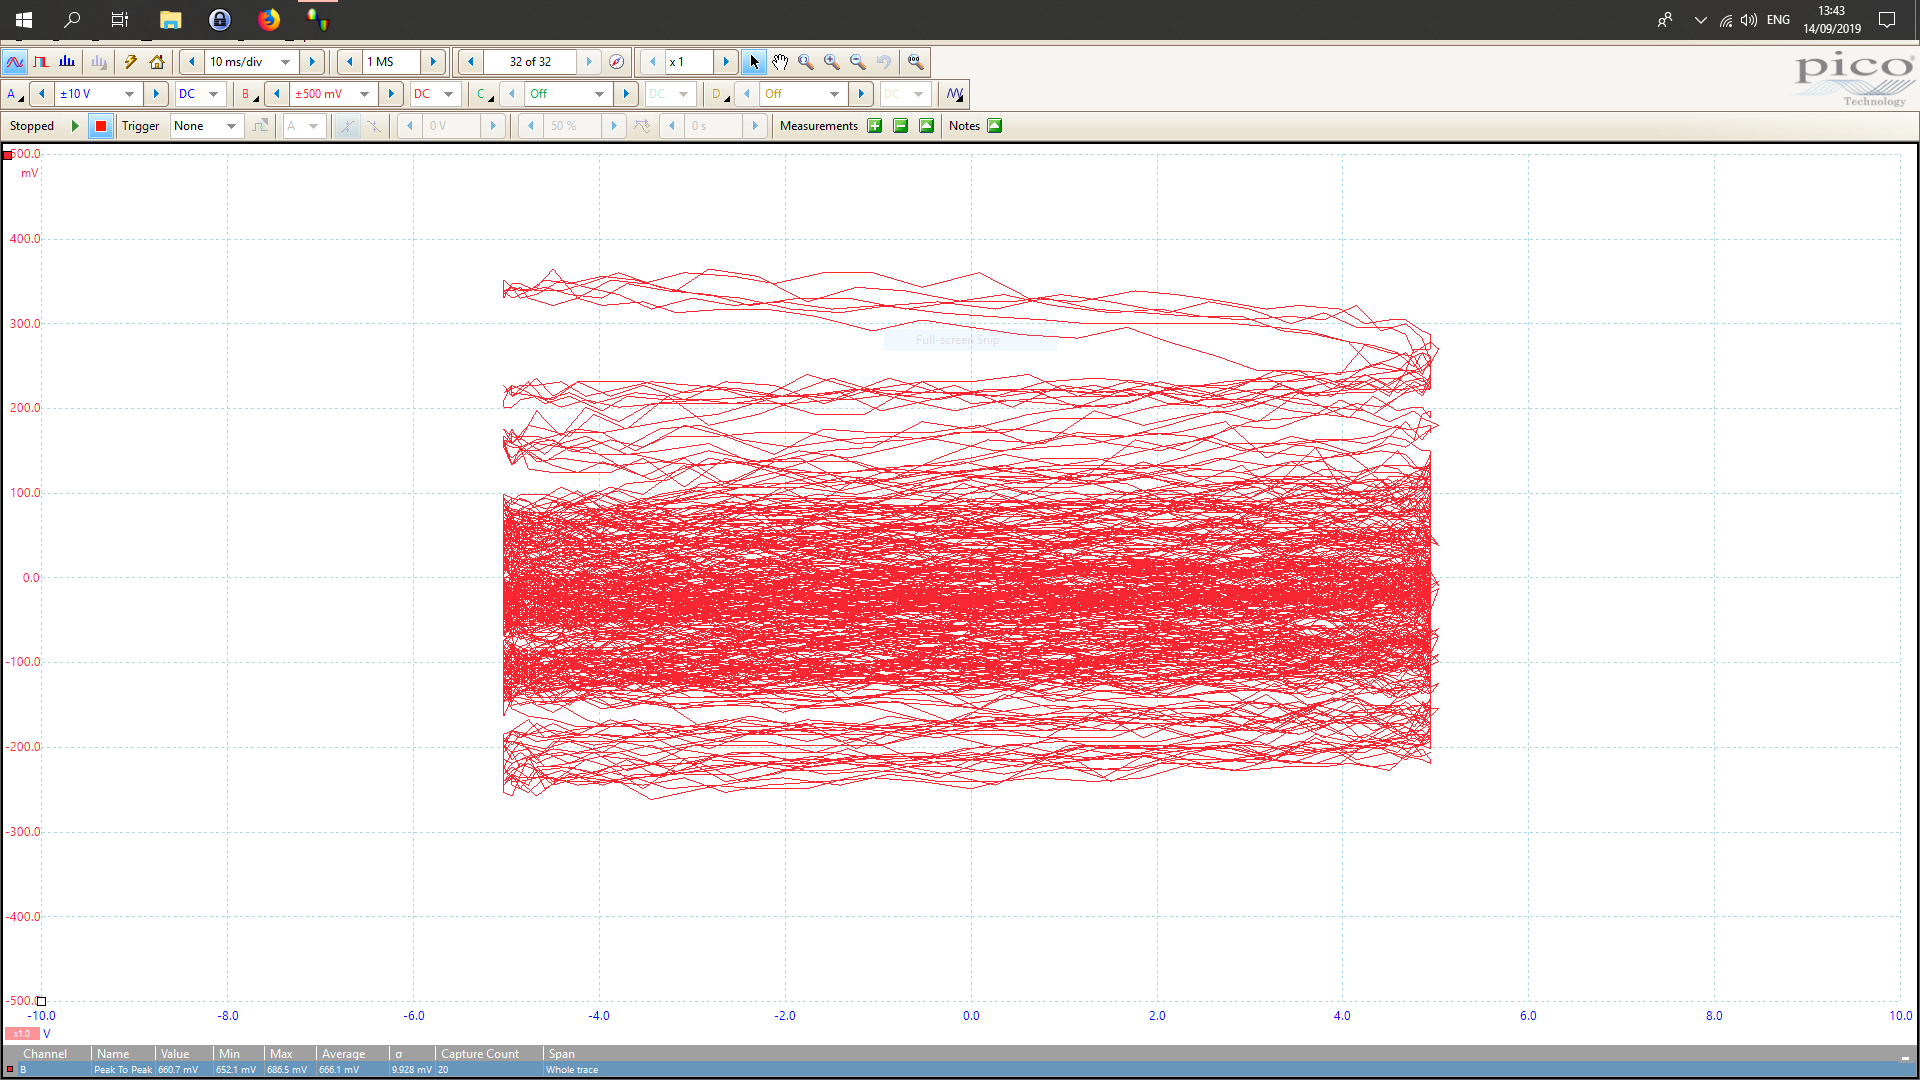 13:43
ENG
14/09/2019
10 ms/div 1 MS 32 of 32 x 1
pico
Technology
A ±10 V DC B ±500 mV DC C Off DC D Off DC
Stopped Trigger None A 0 V 50 % 0 s Measurements Notes
500.0
mV
400.0
300.0
Full-screen Snip
200.0
100.0
0.0
-100.0
-200.0
-300.0
-400.0
-500.0
-10.0 -8.0 -6.0 -4.0 -2.0 0.0 2.0 4.0 6.0 8.0 10.0
x1.0 V
Channel Name Value Min Max Average σ Capture Count Span
B Peak To Peak 660.7 mV 652.1 mV 686.5 mV 666.1 mV 9.928 mV 20 Whole trace